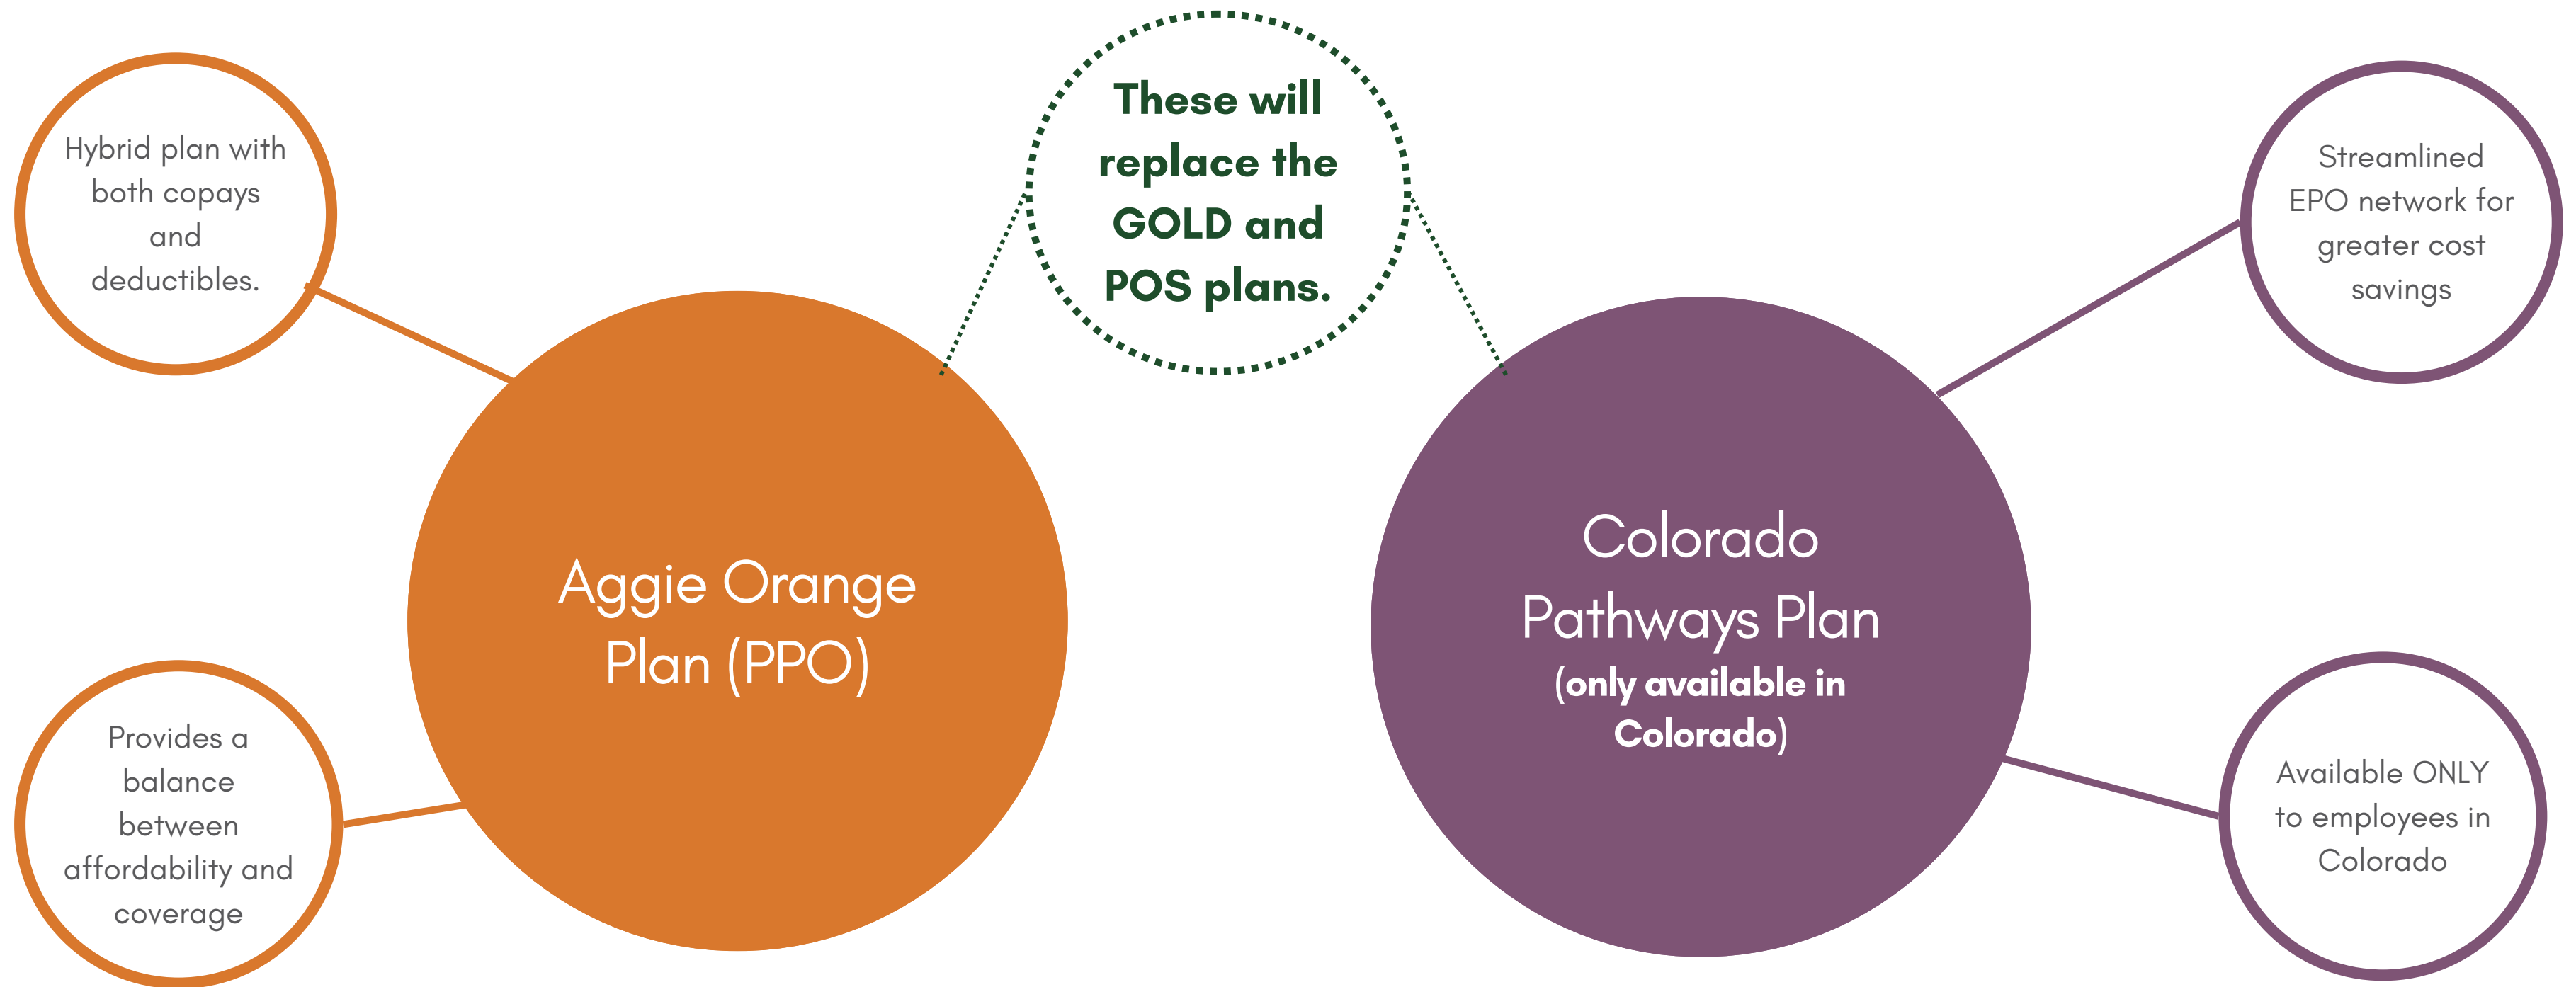 Hybrid plan with
both copays
and
deductibles.
Provides a
balance
between
affordability and
coverage
Aggie Orange
Plan (PPO)
These will
replace the
GOLD and
POS plans.
Colorado
Pathways Plan
(only available in
Colorado)
Streamlined
EPO network for
greater cost
savings
Available ONLY
to employees in
Colorado